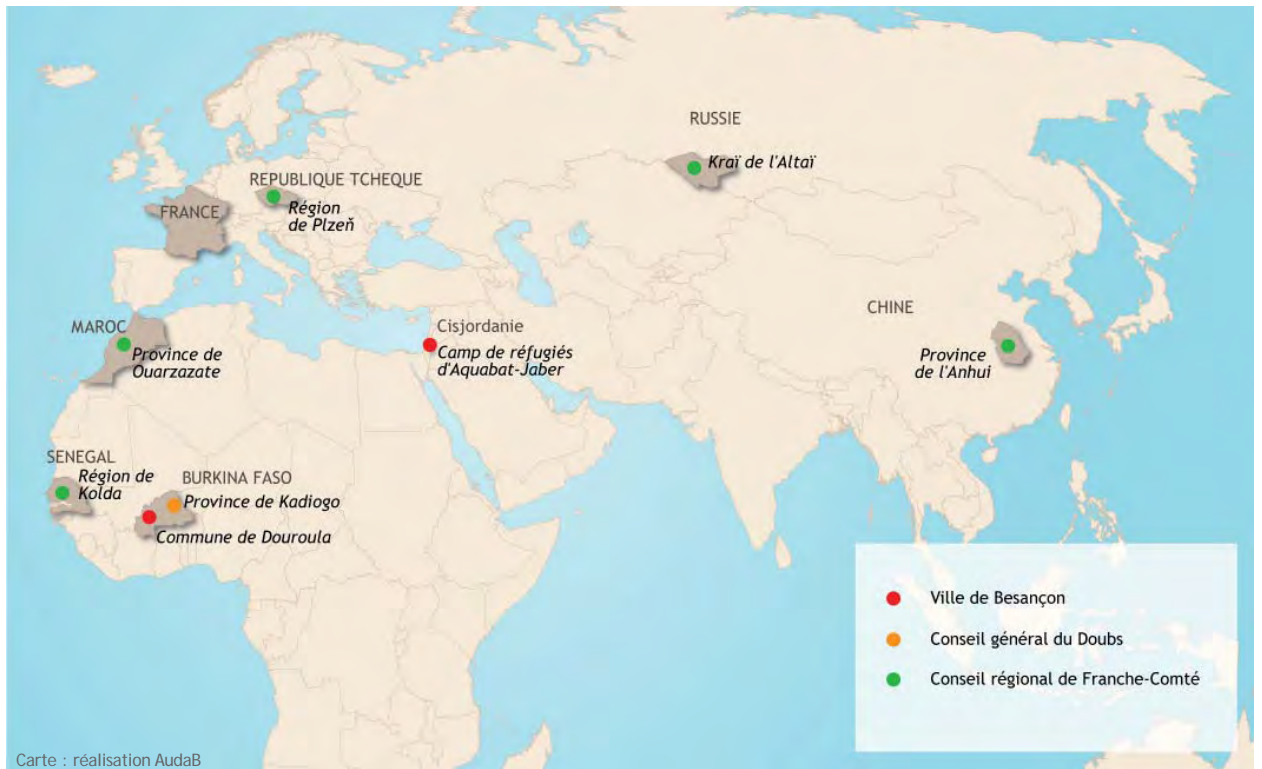 RUSSIE
Kraï de l'Altaï
REPUBLIQUE TCHEQUE
Région
de Plzeň
FRANCE
CHINE
Province
de l'Anhui
MAROC
Province de
Ouarzazate
Cisjordanie
Camp de réfugiés
d'Aquabat-Jaber
SENEGAL
Région de
Kolda
BURKINA FASO
Province de Kadiogo
Commune de Douroula
Ville de Besançon
Conseil général du Doubs
Conseil régional de Franche-Comté
Carte : réalisation AudaB